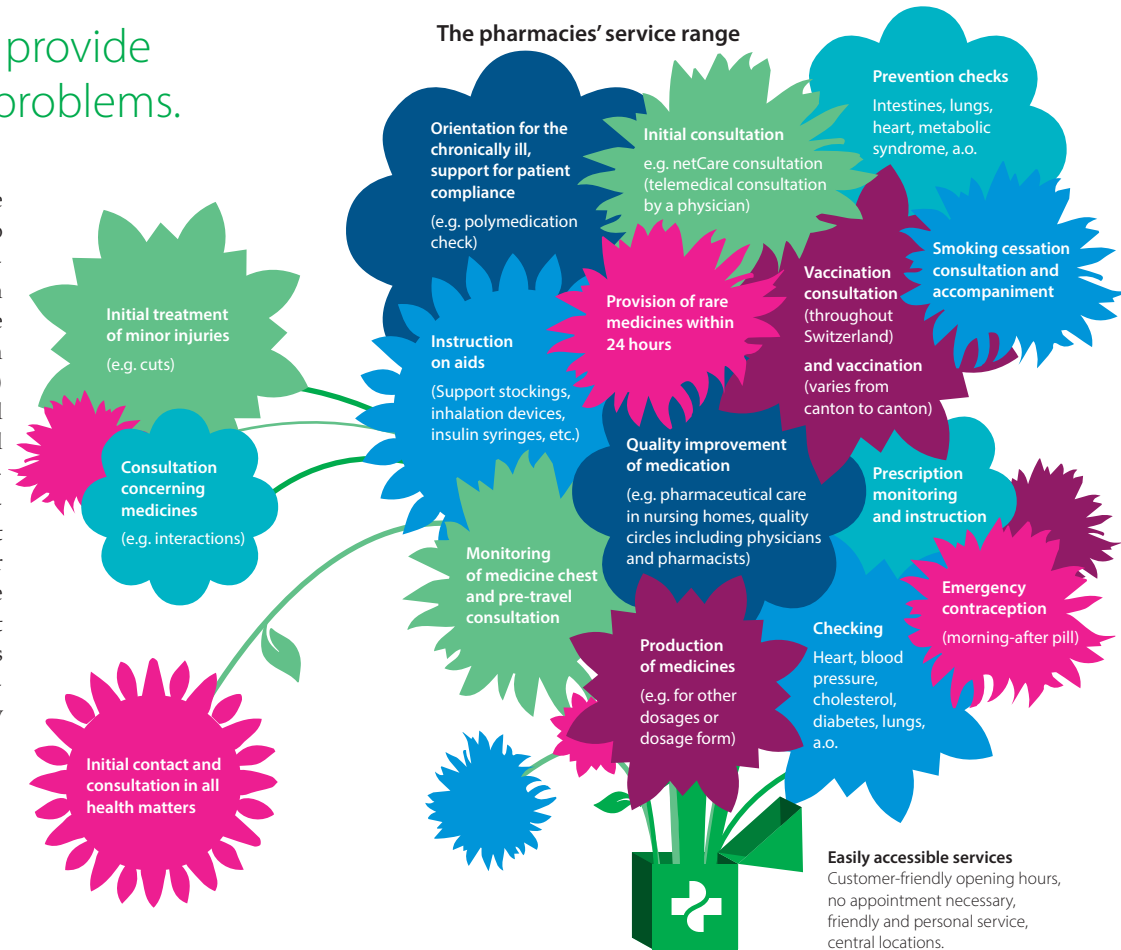 provide
problems.
The pharmacies’ service range
Orientation for the
chronically ill,
support for patient
compliance
(e.g. polymedication
check)
Initial consultation
e.g. netCare consultation
(telemedical consultation
by a physician)
Prevention checks
Intestines, lungs,
heart, metabolic
syndrome, a.o.
Smoking cessation
consultation and
accompaniment
Vaccination
consultation
(throughout
Switzerland)
and vaccination
(varies from
canton to canton)
Provision of rare
medicines within
24 hours
Initial treatment
of minor injuries
(e.g. cuts)
Instruction
on aids
(Support stockings,
inhalation devices,
insulin syringes, etc.)
Consultation
concerning
medicines
(e.g. interactions)
Quality improvement
of medication
(e.g. pharmaceutical care
in nursing homes, quality
circles including physicians
and pharmacists)
Prescription
monitoring
and instruction
Monitoring
of medicine chest
and pre-travel
consultation
Emergency
contraception
(morning-after pill)
Production
of medicines
(e.g. for other
dosages or
dosage form)
Checking
Heart, blood
pressure,
cholesterol,
diabetes, lungs,
a.o.
Initial contact and
consultation in all
health matters
Easily accessible services
Customer-friendly opening hours,
no appointment necessary,
friendly and personal service,
central locations.